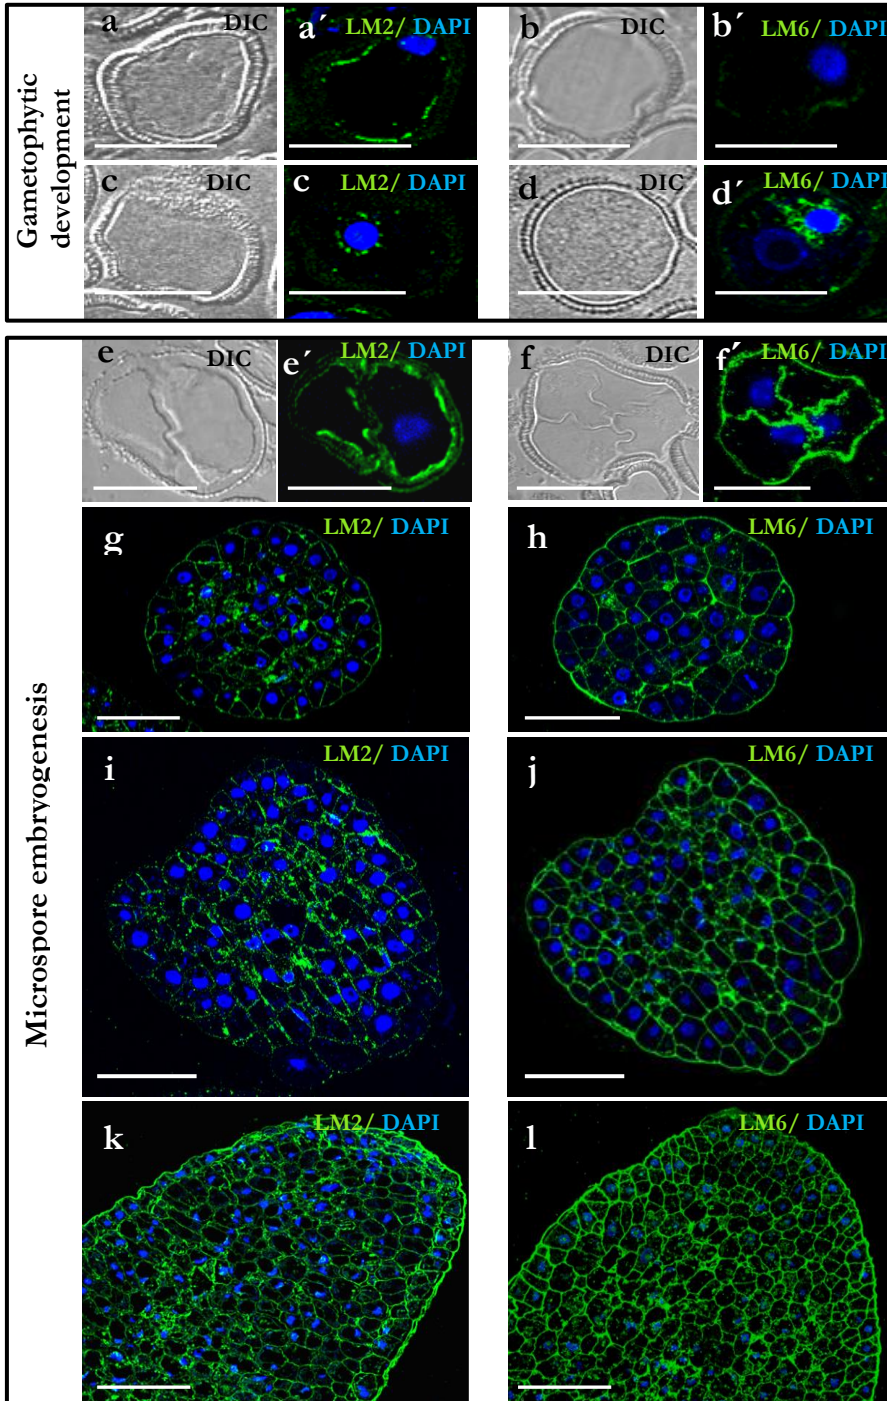 Gametophytic
development
a DIC
a´ LM2/ DAPI
b DIC
b´ LM6/ DAPI
c DIC
c LM2/ DAPI
d DIC
d´ LM6/ DAPI
Microspore embryogenesis
e DIC
e´ LM2/ DAPI
f DIC
f´ LM6/ DAPI
g LM2/ DAPI
h LM6/ DAPI
i LM2/ DAPI
j LM6/ DAPI
k LM2/ DAPI
l LM6/ DAPI